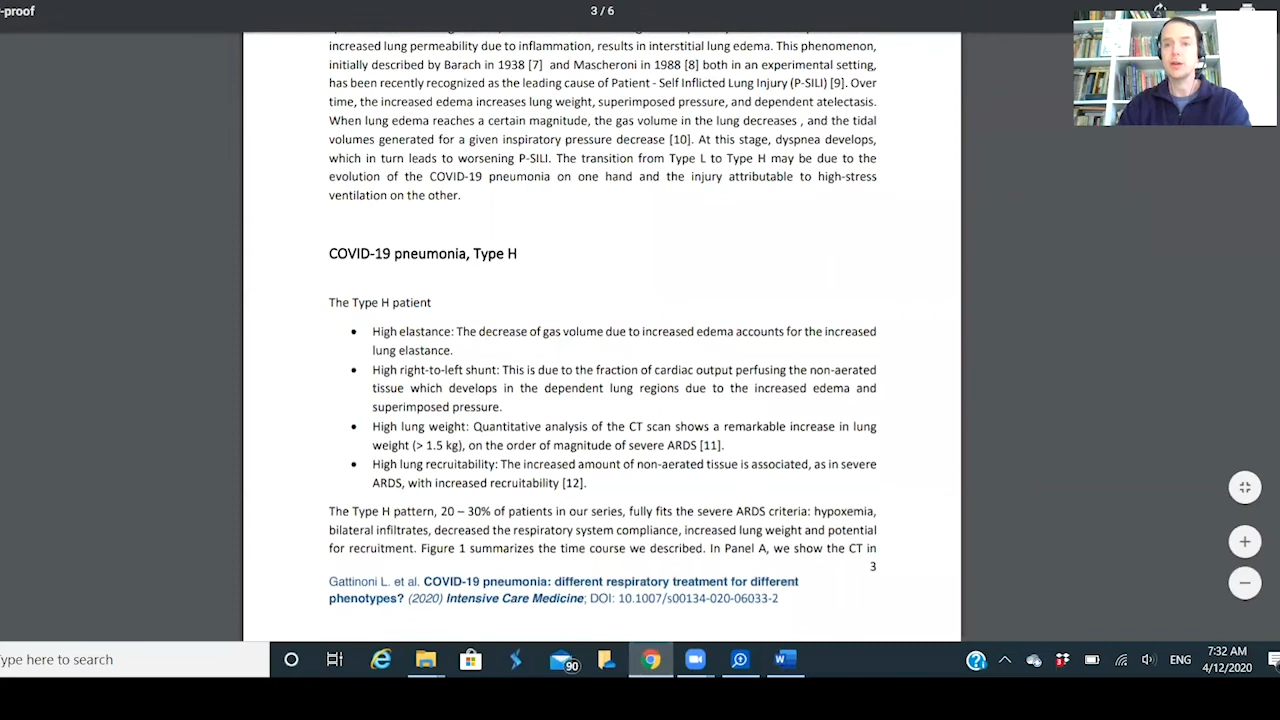 -proof
3 / 6
increased lung permeability due to inflammation, results in interstitial lung edema. This phenomenon,
initially described by Barach in 1938 [7] and Mascheroni in 1988 [8] both in an experimental setting,
has been recently recognized as the leading cause of Patient - Self Inflicted Lung Injury (P-SILI) [9]. Over
time, the increased edema increases lung weight, superimposed pressure, and dependent atelectasis.
When lung edema reaches a certain magnitude, the gas volume in the lung decreases , and the tidal
volumes generated for a given inspiratory pressure decrease [10]. At this stage, dyspnea develops,
which in turn leads to worsening P-SILI. The transition from Type L to Type H may be due to the
evolution of the COVID-19 pneumonia on one hand and the injury attributable to high-stress
ventilation on the other.
COVID-19 pneumonia, Type H
The Type H patient
• High elastance: The decrease of gas volume due to increased edema accounts for the increased
lung elastance.
• High right-to-left shunt: This is due to the fraction of cardiac output perfusing the non-aerated
tissue which develops in the dependent lung regions due to the increased edema and
superimposed pressure.
• High lung weight: Quantitative analysis of the CT scan shows a remarkable increase in lung
weight (> 1.5 kg), on the order of magnitude of severe ARDS [11].
• High lung recruitability: The increased amount of non-aerated tissue is associated, as in severe
ARDS, with increased recruitability [12].
The Type H pattern, 20 – 30% of patients in our series, fully fits the severe ARDS criteria: hypoxemia,
bilateral infiltrates, decreased the respiratory system compliance, increased lung weight and potential
for recruitment. Figure 1 summarizes the time course we described. In Panel A, we show the CT in
3
Gattinoni L. et al. COVID-19 pneumonia: different respiratory treatment for different
phenotypes? (2020) Intensive Care Medicine; DOI: 10.1007/s00134-020-06033-2
ype here to search
90
W
ENG
7:32 AM
4/12/2020